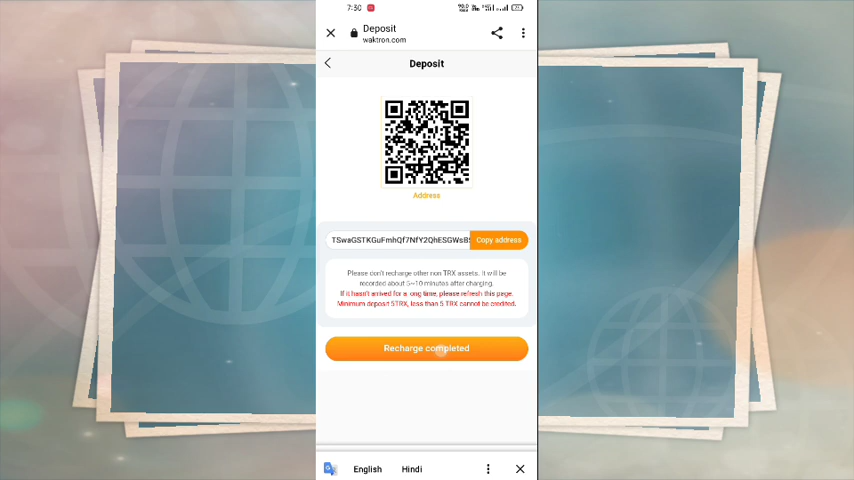 7:30
Deposit
waktron.com
Deposit
Address
Copy address
Please don't recharge other non TRX assets. It will be
recorded about 5~10 minutes after charging.
If it hasn't arrived for a long time, please refresh this page.
Minimum deposit 5TRX, less than 5 TRX cannot be credited.
Recharge completed
English Hindi